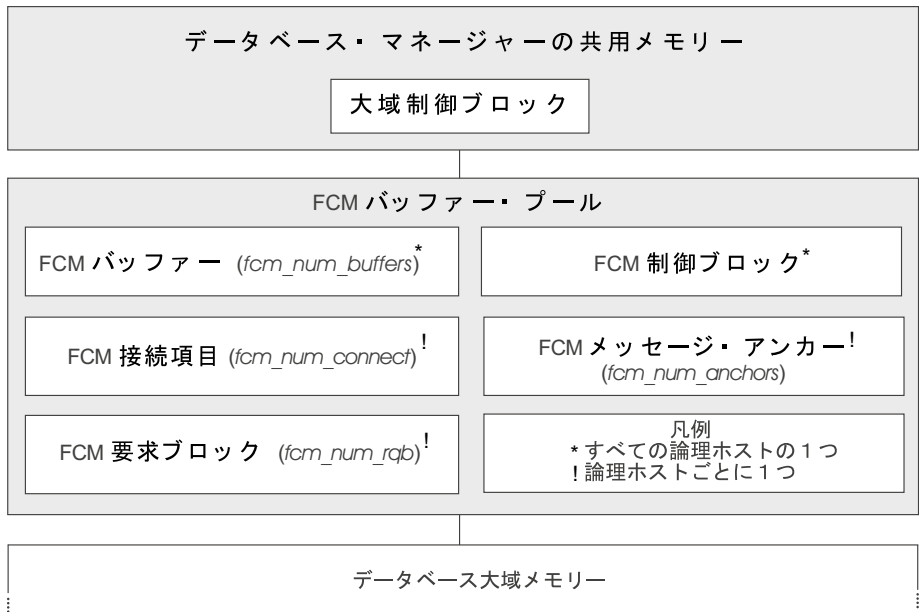 データベース・マネージャーの共用メモリー
大域制御ブロック
FCM バッファー・プール
FCM バッファー (fcm_num_buffers)*
FCM 制御ブロック*
FCM 接続項目 (fcm_num_connect)!
FCM メッセージ・アンカー!
(fcm_num_anchors)
FCM 要求ブロック (fcm_num_rqb)!
凡例
* すべての論理ホストの1つ
! 論理ホストごとに1つ
データベース大域メモリー